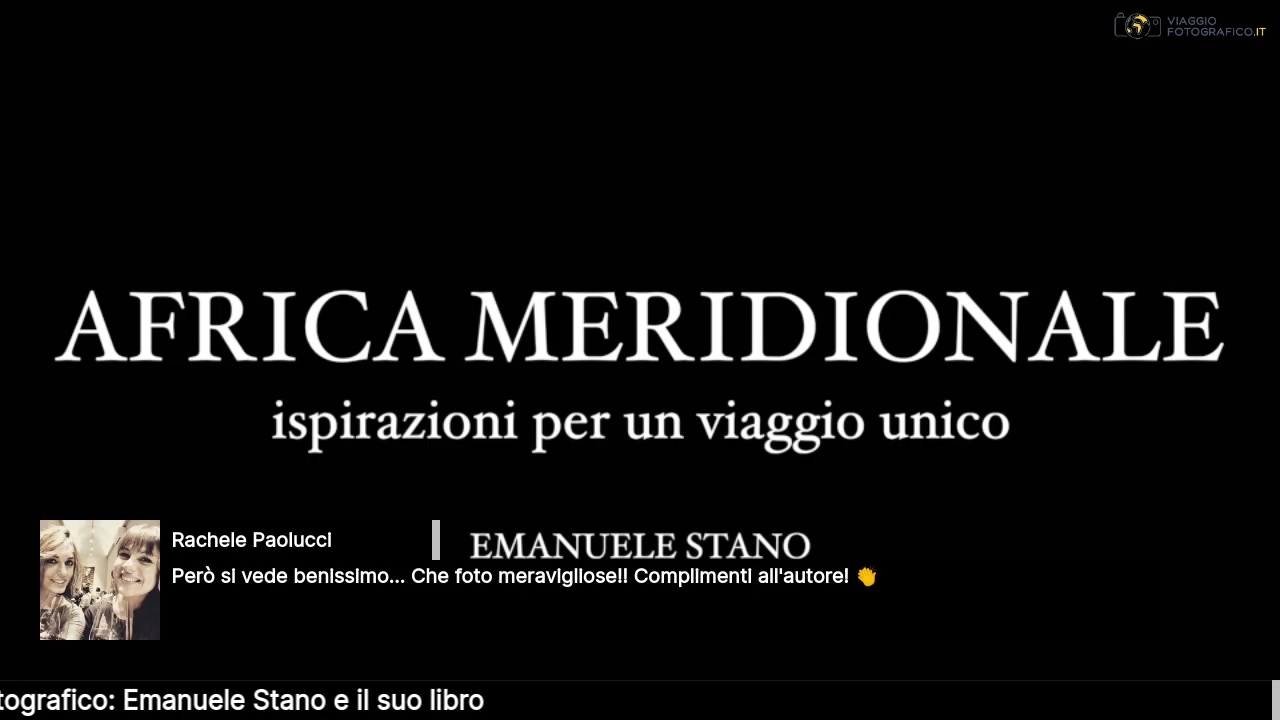 VIAGGIO
FOTOGRAFICO.IT
AFRICA MERIDIONALE
ispirazioni per un viaggio unico
EMANUELE STANO
Rachele Paolucci
Però si vede benissimo... Che foto meravigliose!! Complimenti all'autore! 👏
tografico: Emanuele Stano e il suo libro